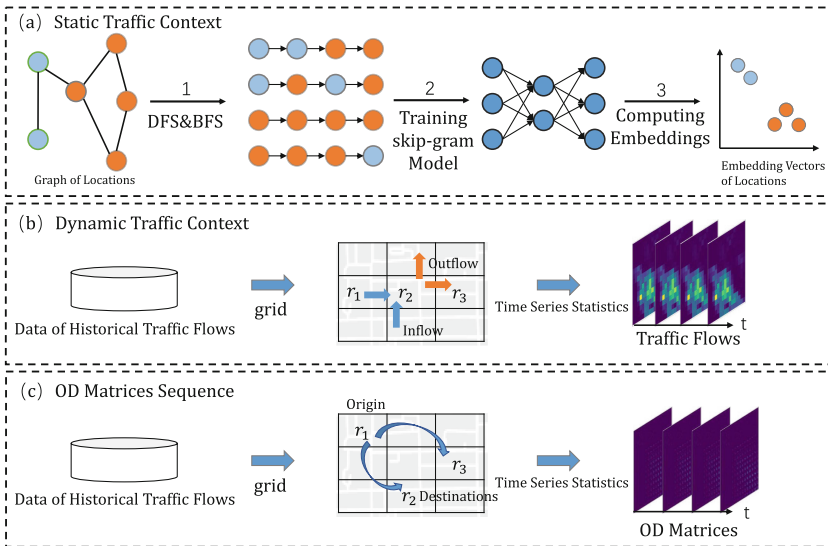 (a) Static Traffic Context
1
DFS&BFS
2
Training
skip-gram
Model
3
Computing
Embeddings
Graph of Locations
Embedding Vectors
of Locations
(b) Dynamic Traffic Context
Data of Historical Traffic Flows
grid
Outflow
r1 r2 r3
Inflow
Time Series Statistics
t
Traffic Flows
(c) OD Matrices Sequence
Data of Historical Traffic Flows
grid
Origin
r1
r3
r2 Destinations
Time Series Statistics
t
OD Matrices